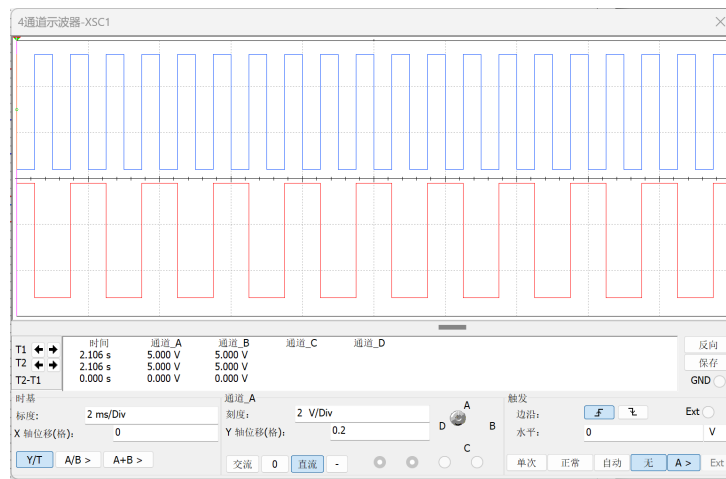 4通道示波器-XSC1
时间 通道_A 通道_B 通道_C 通道_D
T1 2.106 s 5.000 V 5.000 V
T2 2.106 s 5.000 V 5.000 V
T2-T1 0.000 s 0.000 V 0.000 V
反向
保存
GND
时基
标度: 2 ms/Div
X 轴位移(格): 0
Y/T A/B > A+B >
通道_A
刻度: 2 V/Div
Y 轴位移(格): 0.2
交流 0 直流 -
A
D B
C
触发
边沿: Ext
水平: 0 V
单次 正常 自动 无 A > Ext